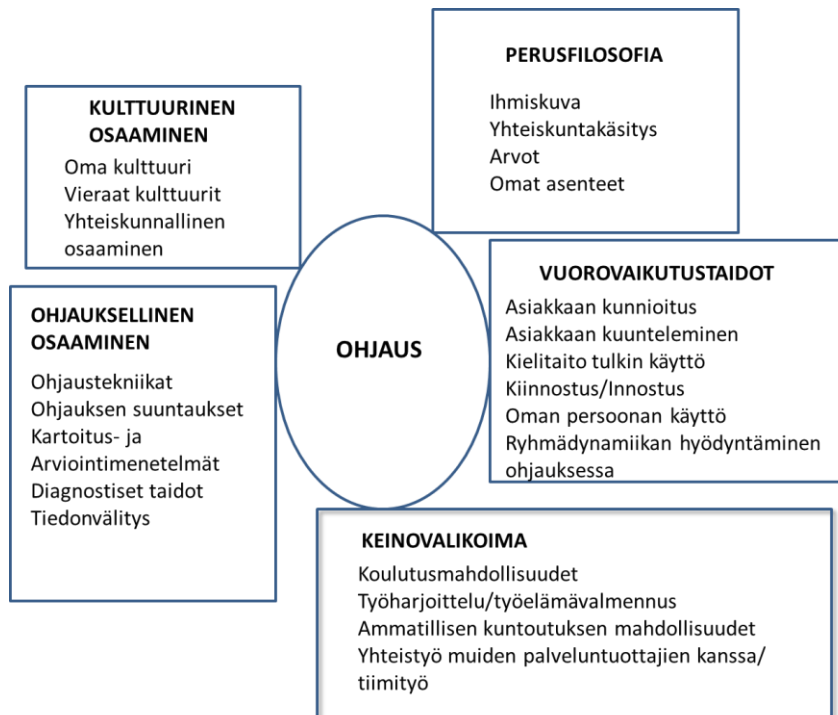 PERUSFILOSOFIA
Ihmiskuva
Yhteiskuntakäsitys
Arvot
Omat asenteet
KULTTUURINEN
OSAAMINEN
Oma kulttuuri
Vieraat kulttuurit
Yhteiskunnallinen
osaaminen
VUOROVAIKUTUSTAIDOT
Asiakkaan kunnioitus
Asiakkaan kuunteleminen
Kielitaito tulkin käyttö
Kiinnostus/Innostus
Oman persoonan käyttö
Ryhmädynamiikan hyödyntäminen
ohjauksessa
OHJAUKSELLINEN
OSAAMINEN
Ohjaustekniikat
Ohjauksen suuntaukset
Kartoitus- ja
Arviointimenetelmät
Diagnostiset taidot
Tiedonvälitys
OHJAUS
KEINOVALIKOIMA
Koulutusmahdollisuudet
Työharjoittelu/työelämävalmennus
Ammatillisen kuntoutuksen mahdollisuudet
Yhteistyö muiden palveluntuottajien kanssa/
tiimityö